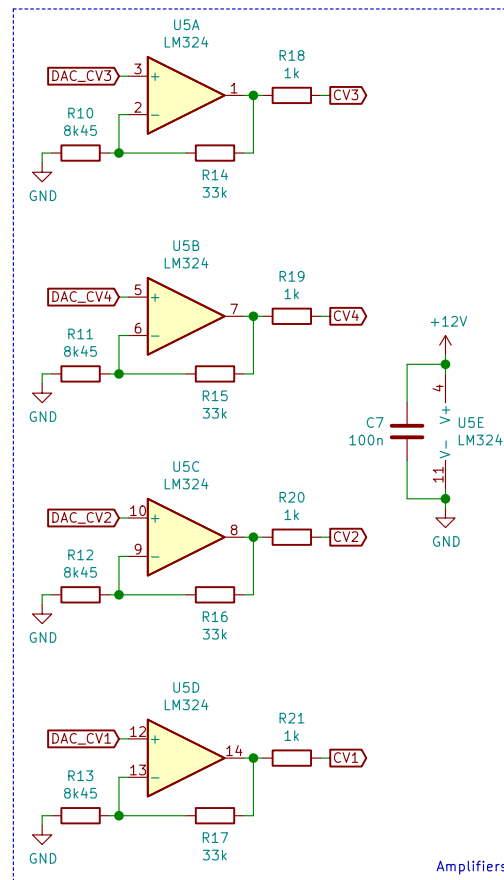 U5A
LM324
DAC_CV3
3
+
2
−
1
R18
1k
CV3
R10
8k45
GND
R14
33k
U5B
LM324
DAC_CV4
5
+
6
−
7
R19
1k
CV4
R11
8k45
GND
R15
33k
+12V
4
V+
C7
100n
U5E
LM324
V−
11
GND
U5C
LM324
DAC_CV2
10
+
9
−
8
R20
1k
CV2
R12
8k45
GND
R16
33k
U5D
LM324
DAC_CV1
12
+
13
−
14
R21
1k
CV1
R13
8k45
GND
R17
33k
Amplifiers